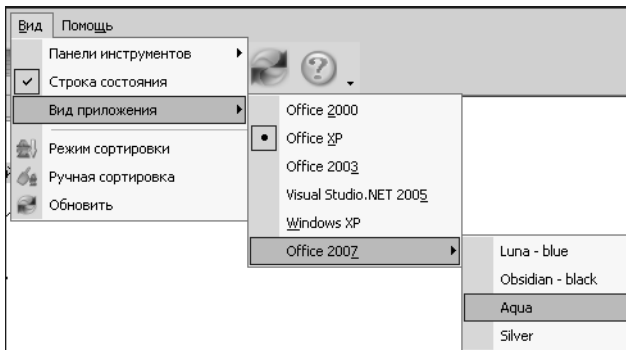 Вид Помощь
Панели инструментов
Строка состояния
Вид приложения
Режим сортировки
Ручная сортировка
Обновить
Office 2000
Office XP
Office 2003
Visual Studio.NET 2005
Windows XP
Office 2007
Luna - blue
Obsidian - black
Aqua
Silver